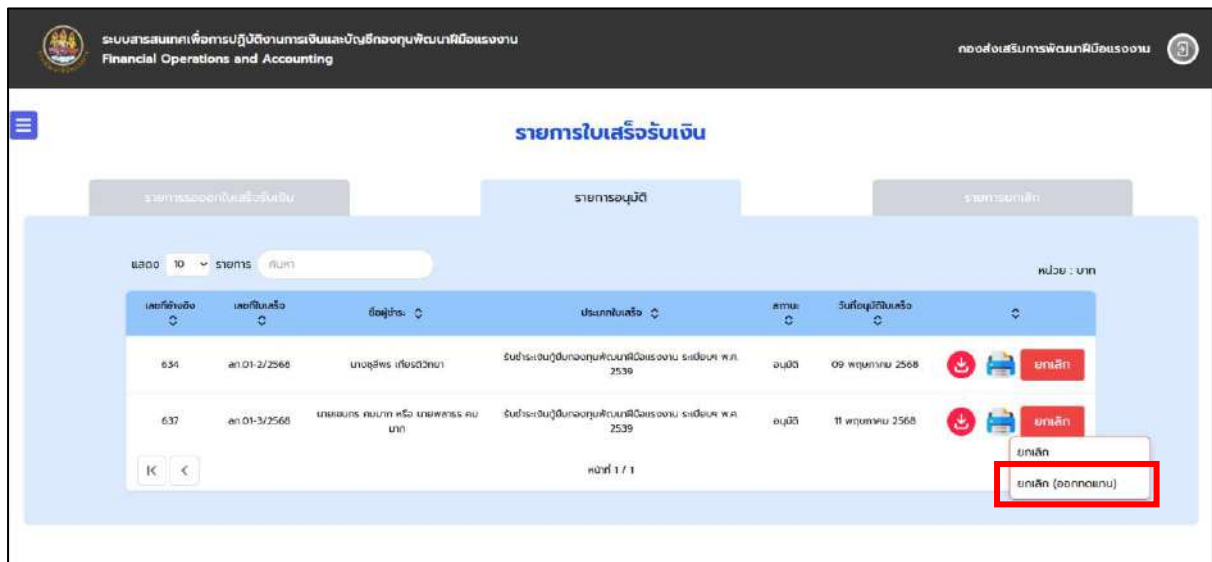 ระบบสารสนเทศเพื่อการปฏิบัติงานการเงินและบัญชีกองทุนพัฒนาฝีมือแรงงาน
Financial Operations and Accounting
กองส่งเสริมการพัฒนาฝีมือแรงงาน
รายการใบเสร็จรับเงิน
รายการรอออกใบเสร็จรับเงิน รายการอนุมัติ รายการยกเลิก
แสดง 10 รายการ ค้นหา หน่วย : บาท
เลขที่อ้างอิง เลขที่ใบเสร็จ ชื่อผู้ชำระ ประเภทใบเสร็จ สถานะ วันที่อนุมัติใบเสร็จ
634 ลก.01-2/2568 รับชำระเงินกู้ยืมกองทุนพัฒนาฝีมือแรงงาน ระเบียบฯ พ.ศ. 2539 อนุมัติ 09 พฤษภาคม 2568 ยกเลิก
637 ลก.01-3/2568 รับชำระเงินกู้ยืมกองทุนพัฒนาฝีมือแรงงาน ระเบียบฯ พ.ศ. 2539 อนุมัติ 11 พฤษภาคม 2568 ยกเลิก
ยกเลิก
หน้าที่ 1 / 1
ยกเลิก (ออกทดแทน)